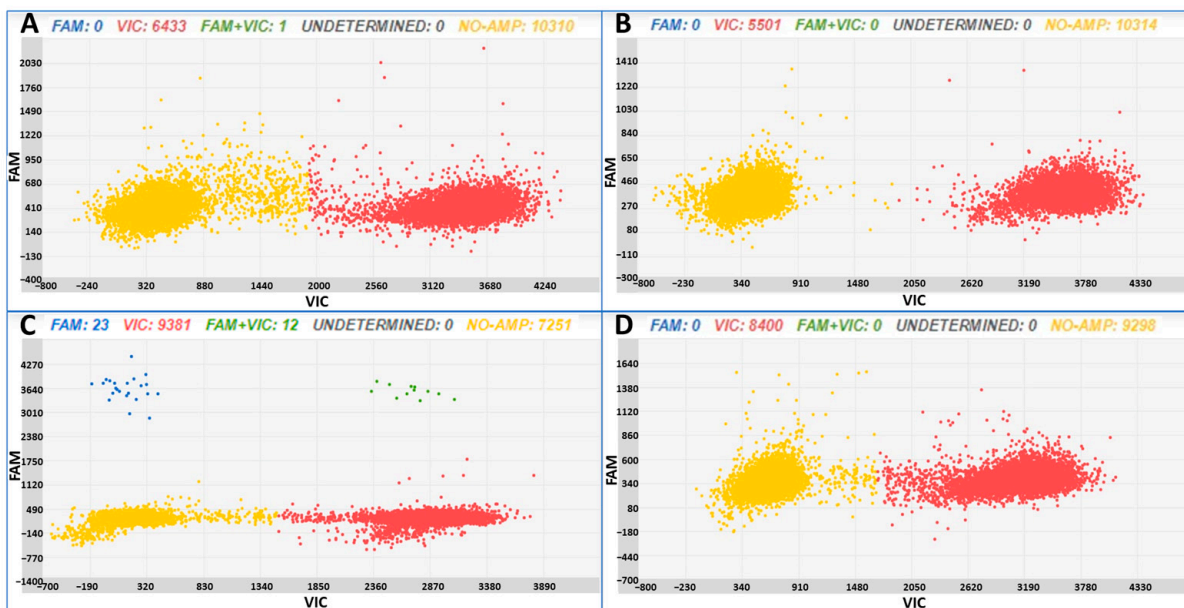 A FAM: 0 VIC: 6433 FAM+VIC: 1 UNDETERMINED: 0 NO-AMP: 10310
FAM
2030
1760
1490
1220
950
680
410
140
−130
−400
−800 −240 320 880 1440 2000 2560 3120 3680 4240
VIC
B FAM: 0 VIC: 5501 FAM+VIC: 0 UNDETERMINED: 0 NO-AMP: 10314
FAM
1410
1220
1030
840
650
460
270
80
−110
−300
−800 −230 340 910 1480 2050 2620 3190 3760 4330
VIC
C FAM: 23 VIC: 9381 FAM+VIC: 12 UNDETERMINED: 0 NO-AMP: 7251
FAM
4270
3640
3010
2380
1750
1120
490
−140
−770
−1400
−700 −190 320 880 1340 1850 2360 2870 3380 3890
VIC
D FAM: 0 VIC: 8400 FAM+VIC: 0 UNDETERMINED: 0 NO-AMP: 9298
FAM
1640
1380
1120
860
600
340
80
−180
−440
−700
−800 −230 340 910 1480 2050 2620 3190 3760 4330
VIC